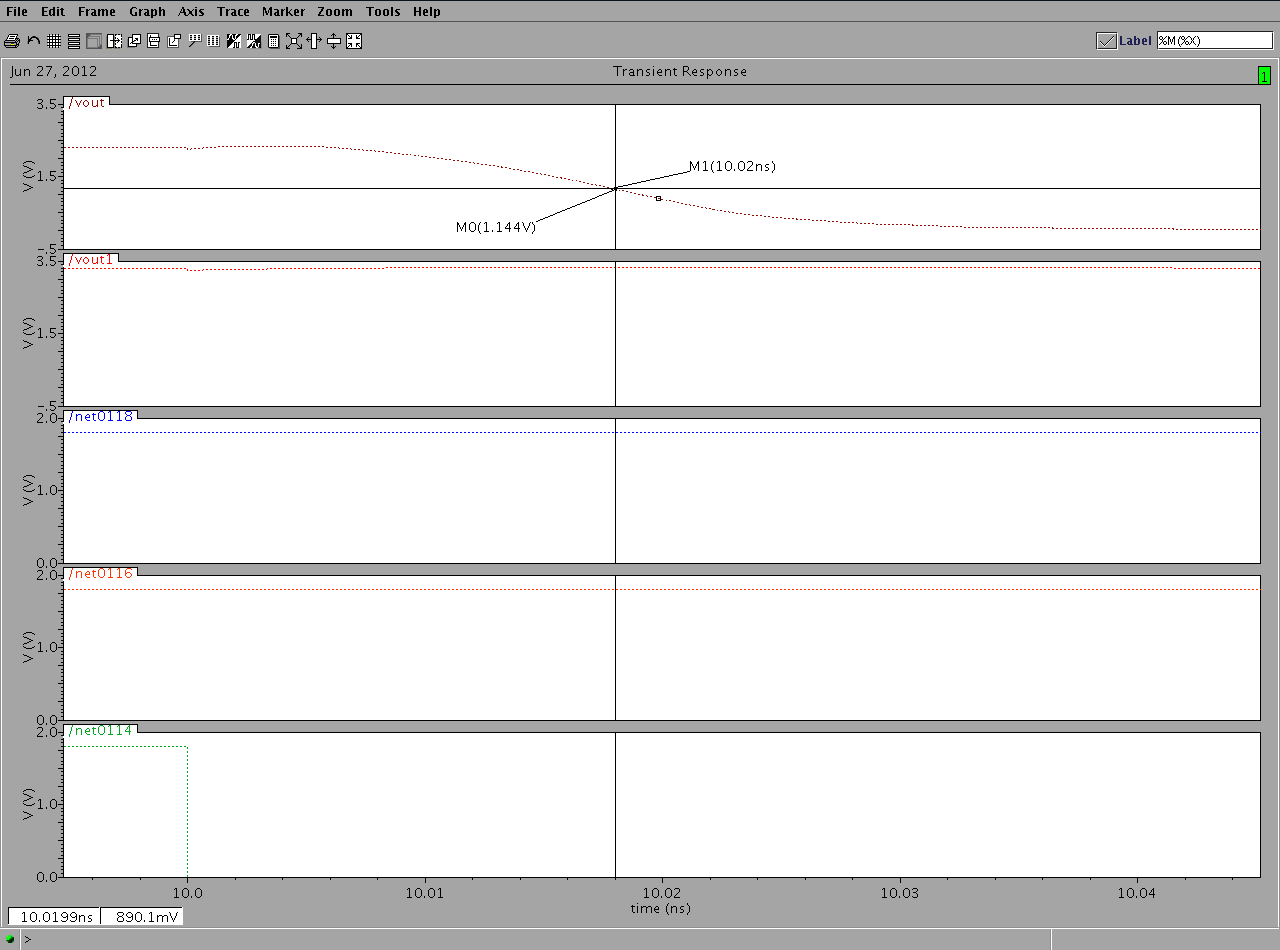 File Edit Frame Graph Axis Trace Marker Zoom Tools Help
Label %M(%X)
Jun 27, 2012 Transient Response 1
/vout
3.5
V (V)
1.5
M1(10.02ns)
M0(1.144V)
-.5
/vout1
3.5
V (V)
1.5
-.5
/net0118
2.0
V (V)
1.0
0.0
/net0116
2.0
V (V)
1.0
0.0
/net0114
2.0
V (V)
1.0
0.0
10.0 10.01 10.02 10.03 10.04
time (ns)
10.0199ns 890.1mV
>